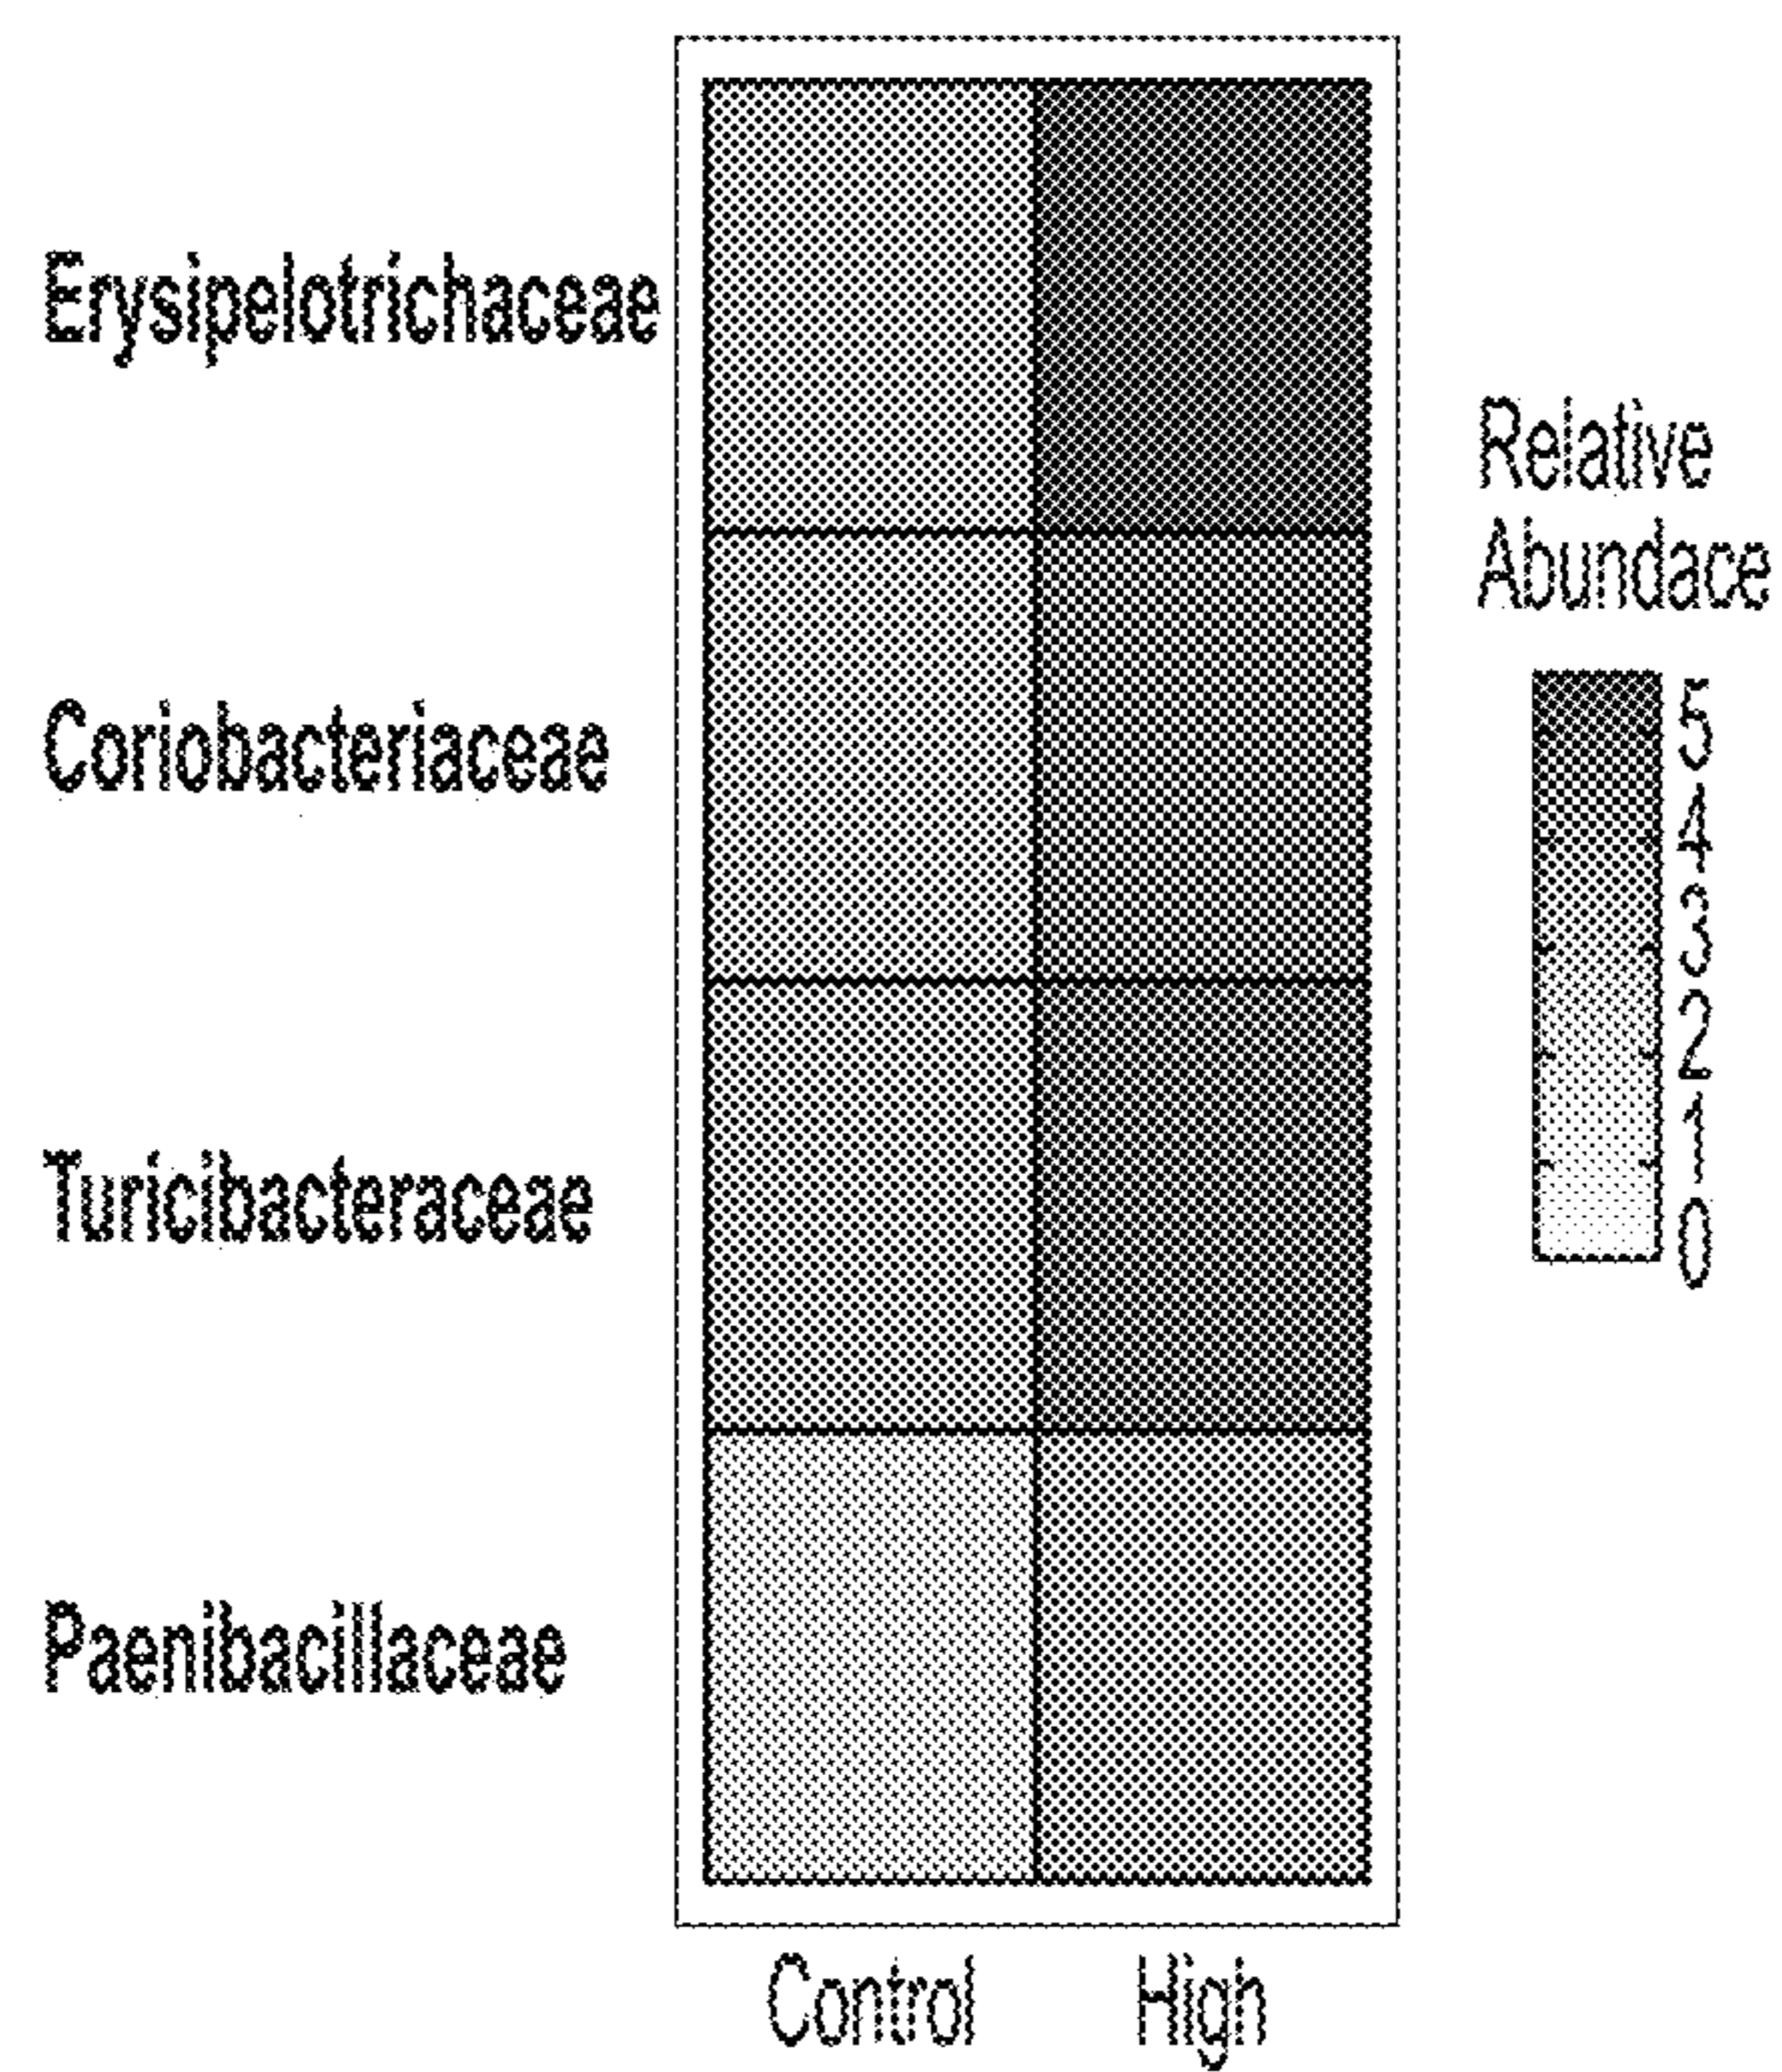 Erysipelotrichaceae
Coriobacteriaceae
Turicibacteraceae
Paenibacillaceae
Control High
Relative
Abundace
5
4
3
2
1
0